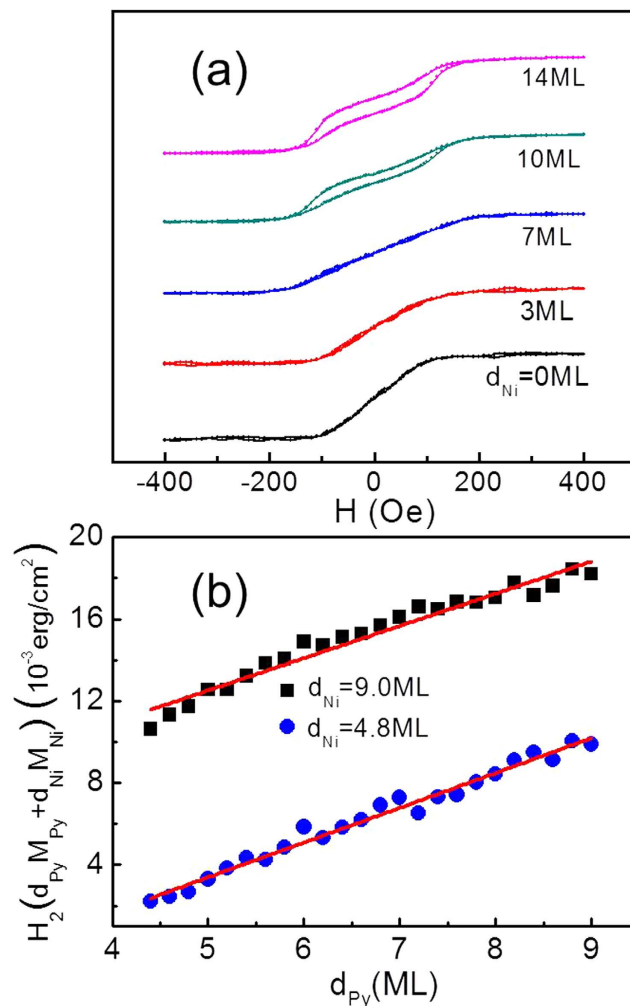 (a)
14ML
10ML
7ML
3ML
d_Ni=0ML
-400 -200 0 200 400
H (Oe)
H_2(d_Py M_Py+d_Ni M_Ni) (10^-3 erg/cm^2)
20
16
12
8
4
(b)
d_Ni=9.0ML
d_Ni=4.8ML
4 5 6 7 8 9
d_Py(ML)